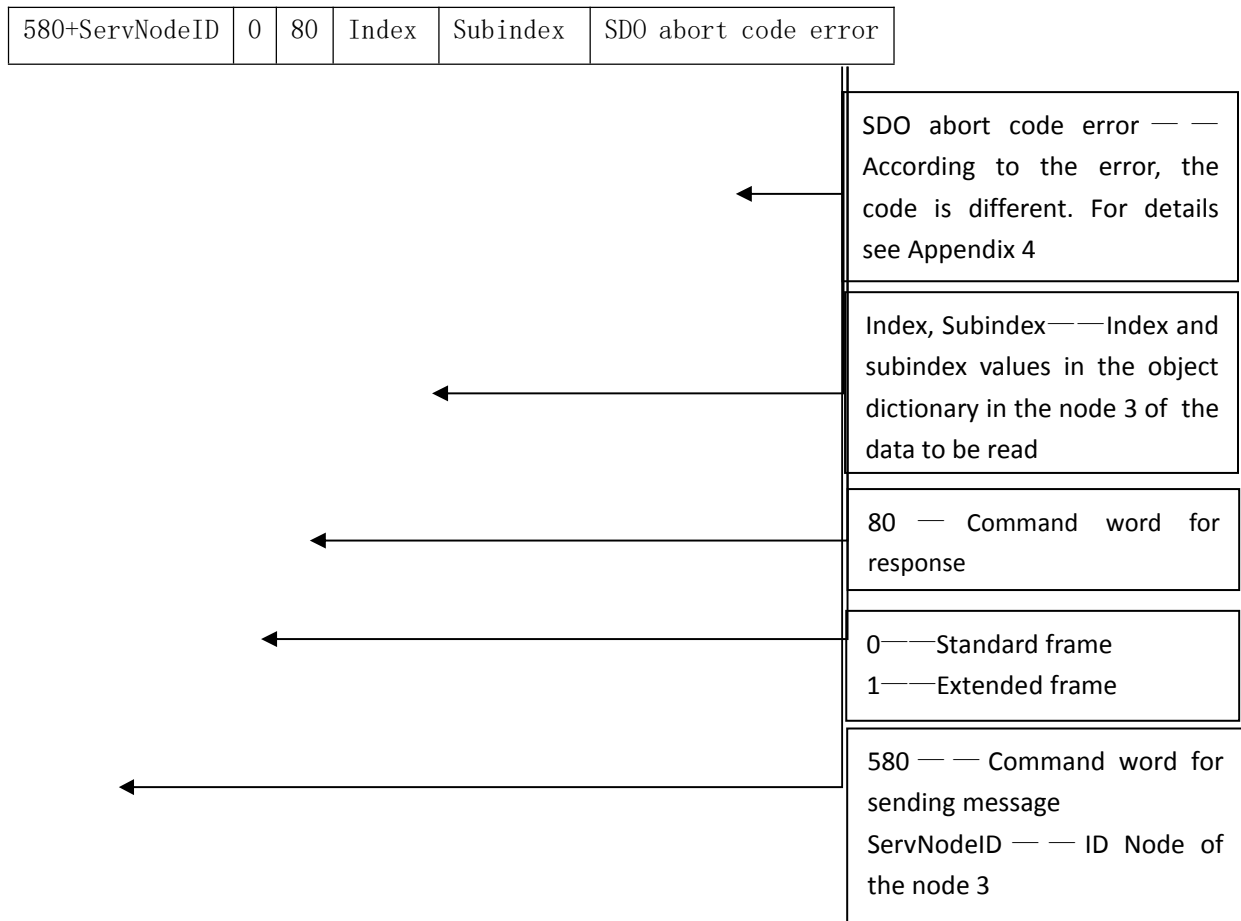 580+ServNodeID 0 80 Index Subindex SDO abort code error
SDO abort code error — —
According to the error, the
code is different. For details
see Appendix 4
Index, Subindex——Index and
subindex values in the object
dictionary in the node 3 of the
data to be read
80 — Command word for
response
0——Standard frame
1——Extended frame
580 — — Command word for
sending message
ServNodeID — — ID Node of
the node 3